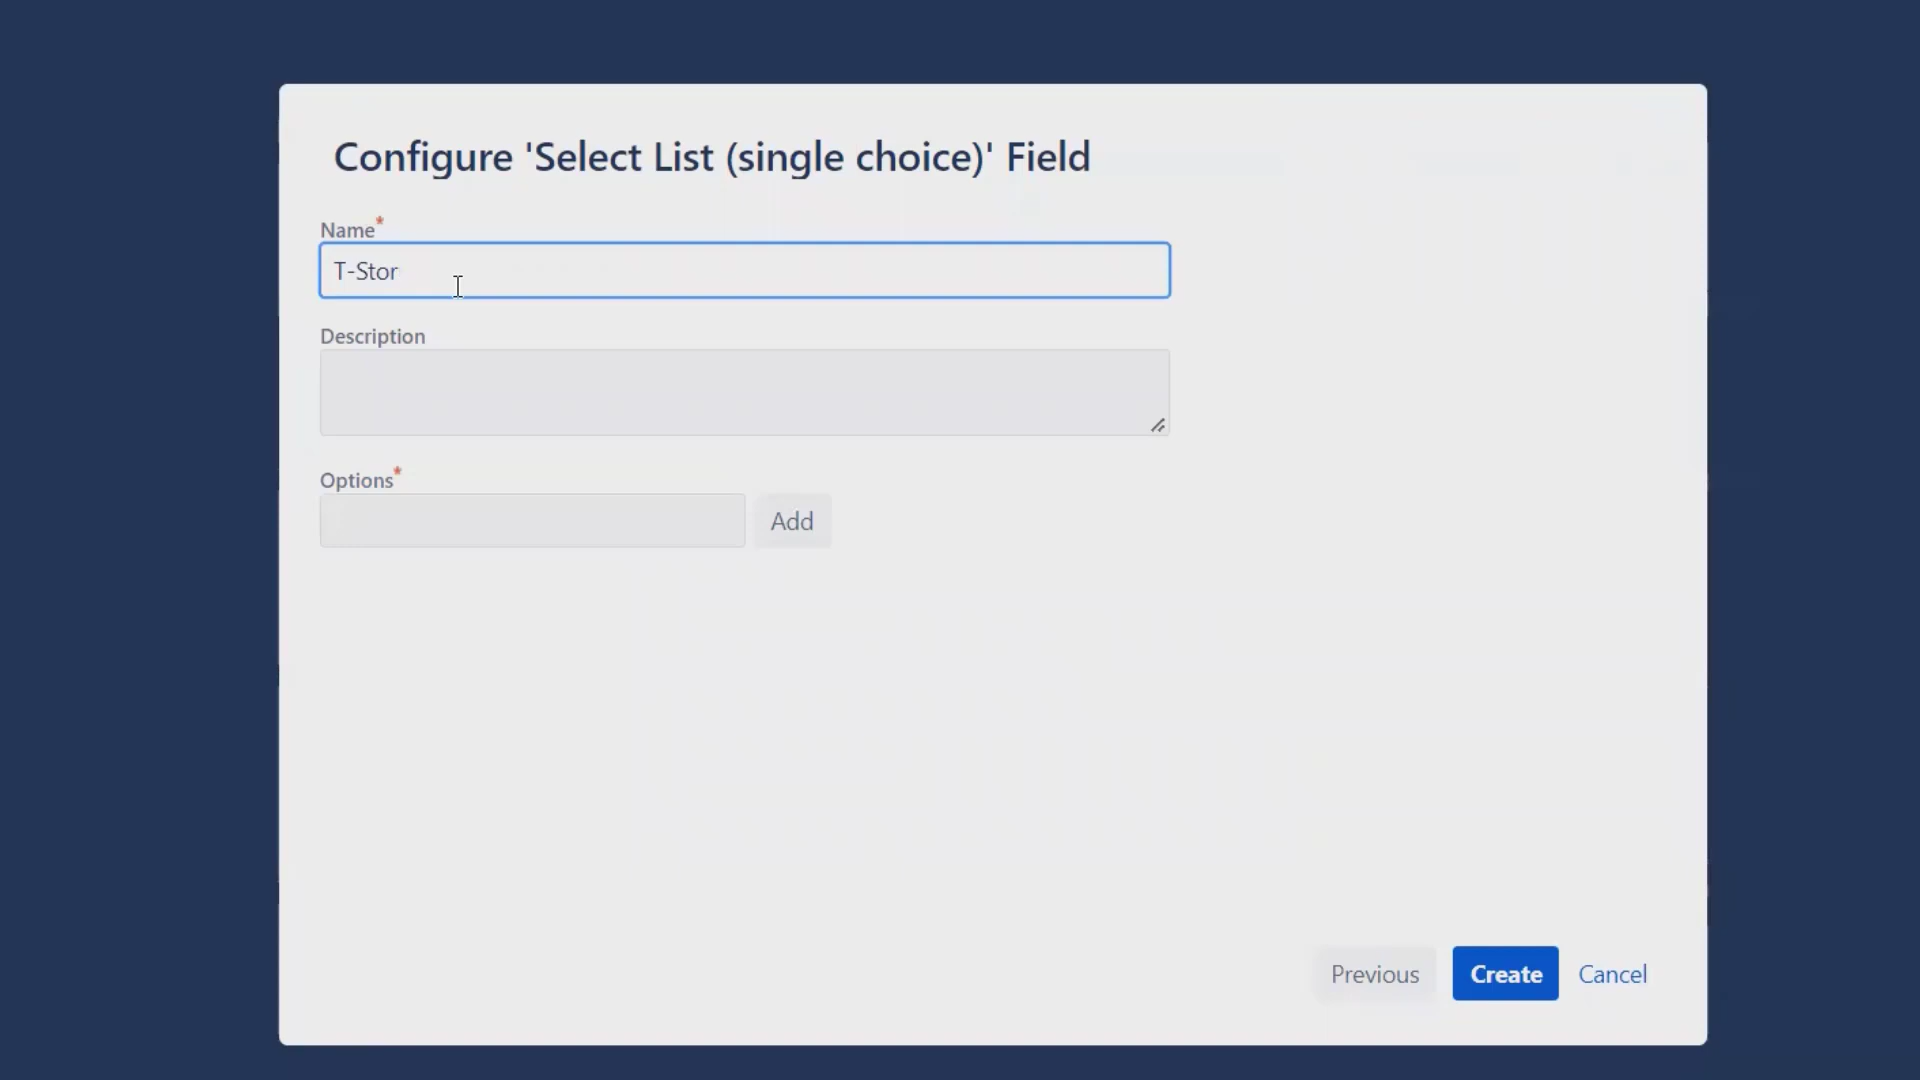 Configure 'Select List (single choice)' Field
Name*
T-Stor
Description
Options*
Add
Previous Create Cancel